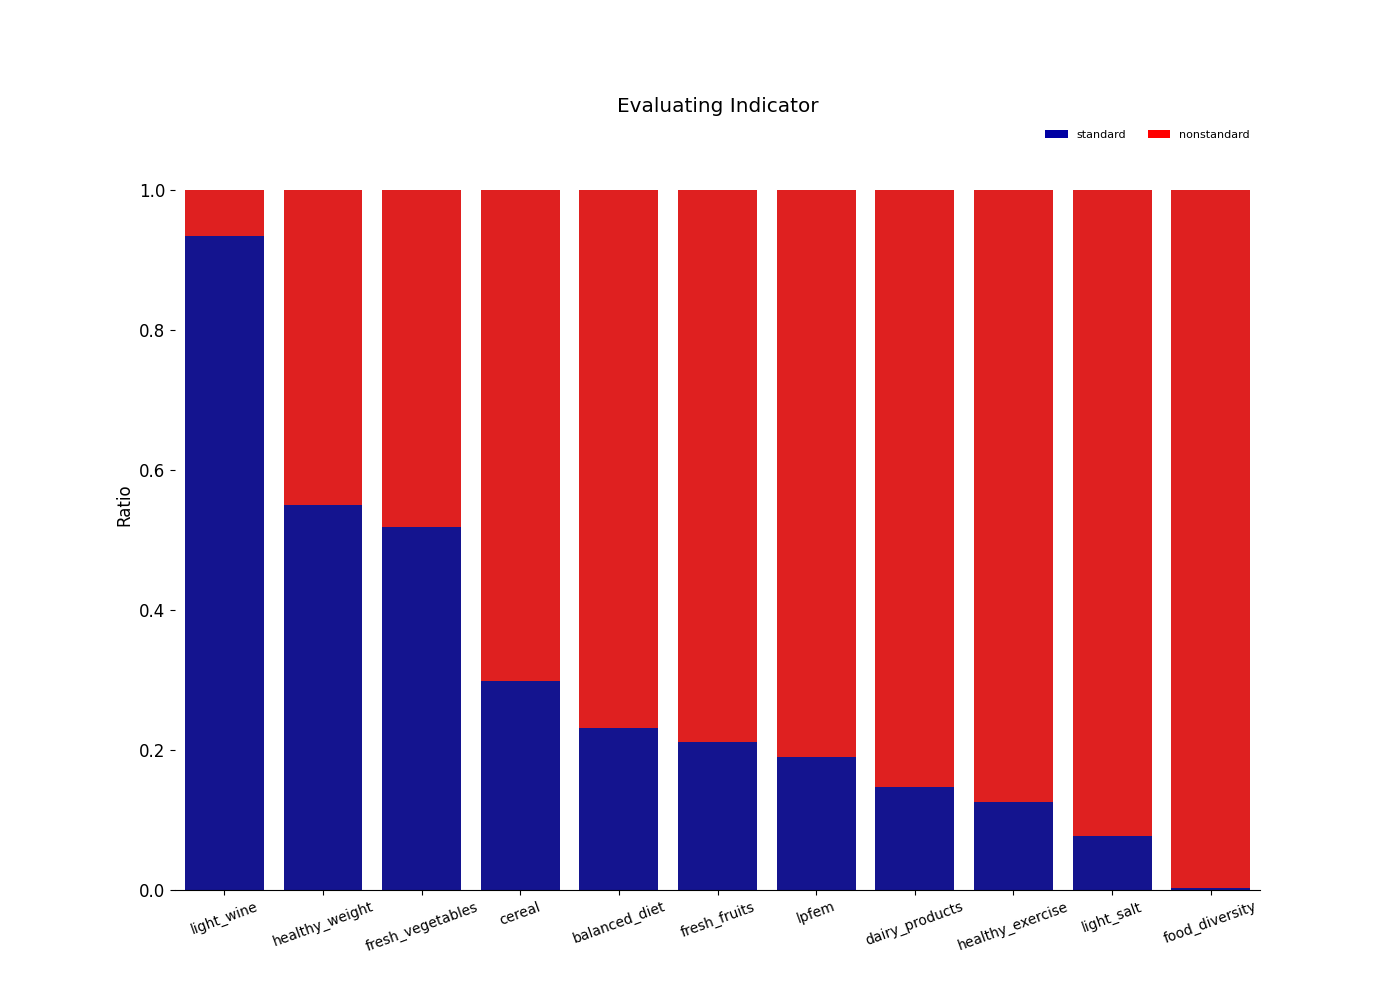 Evaluating Indicator
standard nonstandard
1.0
0.8
0.6
0.4
0.2
0.0
Ratio
light_wine healthy_weight fresh_vegetables cereal balanced_diet fresh_fruits lpfem dairy_products healthy_exercise light_salt food_diversity